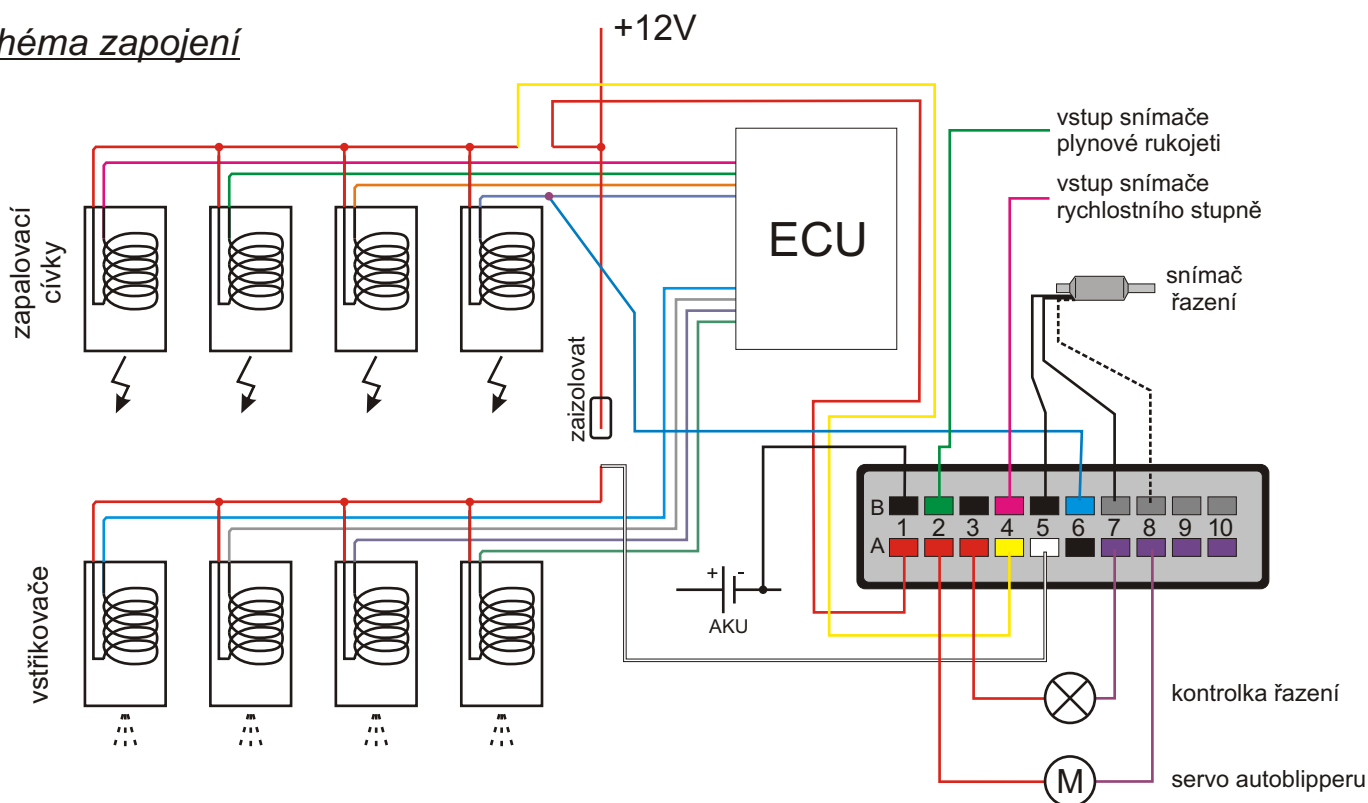 héma zapojení
+12V
vstup snímače
plynové rukojeti
vstup snímače
rychlostního stupně
ECU
zapalovací
cívky
snímač
řazení
zaizolovat
B
1 2 3 4 5 6 7 8 9 10
A
+ -
AKU
vstřikovače
kontrolka řazení
M
servo autoblipperu